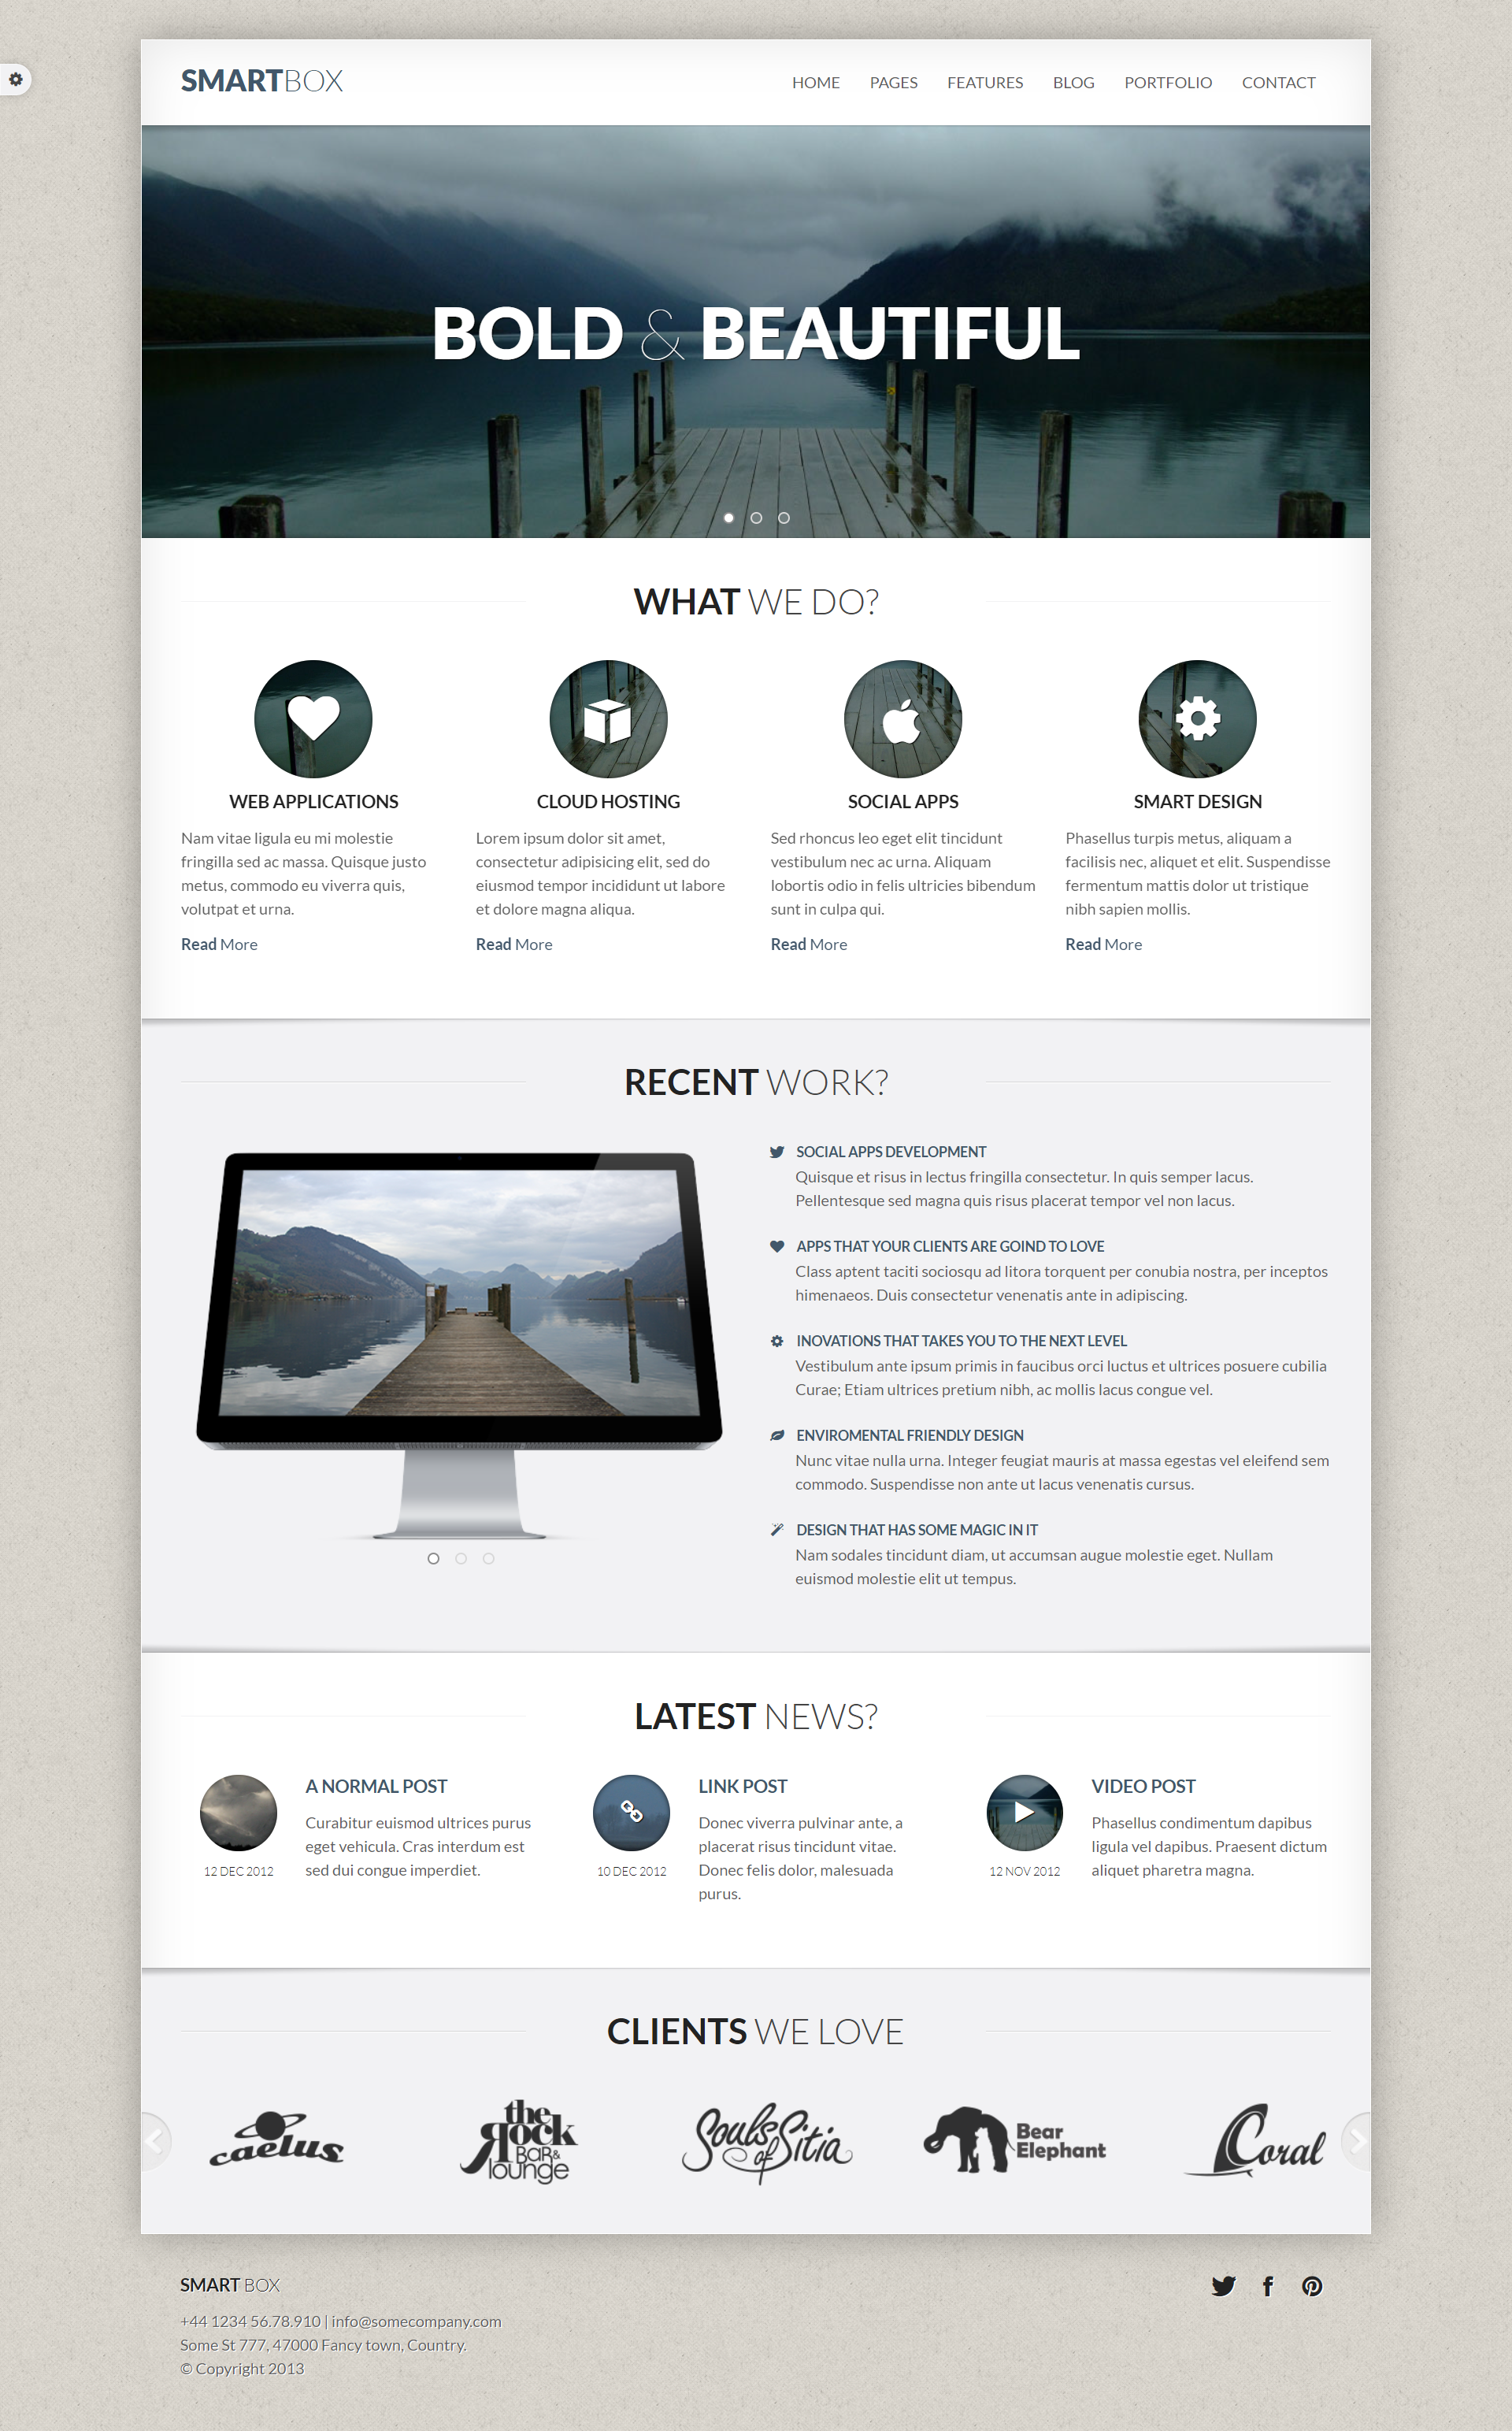 SMARTBOX
HOME PAGES FEATURES BLOG PORTFOLIO CONTACT
BOLD & BEAUTIFUL
WHAT WE DO?
WEB APPLICATIONS
Nam vitae ligula eu mi molestie
fringilla sed ac massa. Quisque justo
metus, commodo eu viverra quis,
volutpat et urna.
Read More
CLOUD HOSTING
Lorem ipsum dolor sit amet,
consectetur adipisicing elit, sed do
eiusmod tempor incididunt ut labore
et dolore magna aliqua.
Read More
SOCIAL APPS
Sed rhoncus leo eget elit tincidunt
vestibulum nec ac urna. Aliquam
lobortis odio in felis ultricies bibendum
sunt in culpa qui.
Read More
SMART DESIGN
Phasellus turpis metus, aliquam a
facilisis nec, aliquet et elit. Suspendisse
fermentum mattis dolor ut tristique
nibh sapien mollis.
Read More
RECENT WORK?
SOCIAL APPS DEVELOPMENT
Quisque et risus in lectus fringilla consectetur. In quis semper lacus.
Pellentesque sed magna quis risus placerat tempor vel non lacus.
APPS THAT YOUR CLIENTS ARE GOIND TO LOVE
Class aptent taciti sociosqu ad litora torquent per conubia nostra, per inceptos
himenaeos. Duis consectetur venenatis ante in adipiscing.
INOVATIONS THAT TAKES YOU TO THE NEXT LEVEL
Vestibulum ante ipsum primis in faucibus orci luctus et ultrices posuere cubilia
Curae; Etiam ultrices pretium nibh, ac mollis lacus congue vel.
ENVIROMENTAL FRIENDLY DESIGN
Nunc vitae nulla urna. Integer feugiat mauris at massa egestas vel eleifend sem
commodo. Suspendisse non ante ut lacus venenatis cursus.
DESIGN THAT HAS SOME MAGIC IN IT
Nam sodales tincidunt diam, ut accumsan augue molestie eget. Nullam
euismod molestie elit ut tempus.
LATEST NEWS?
12 DEC 2012
A NORMAL POST
Curabitur euismod ultrices purus
eget vehicula. Cras interdum est
sed dui congue imperdiet.
10 DEC 2012
LINK POST
Donec viverra pulvinar ante, a
placerat risus tincidunt vitae.
Donec felis dolor, malesuada
purus.
12 NOV 2012
VIDEO POST
Phasellus condimentum dapibus
ligula vel dapibus. Praesent dictum
aliquet pharetra magna.
CLIENTS WE LOVE
caelus
the
Rock
BAR &
lounge
Souls of Sitia
Bear
Elephant
Coral
SMART BOX
+44 1234 56.78.910 | info@somecompany.com
Some St 777, 47000 Fancy town, Country.
© Copyright 2013